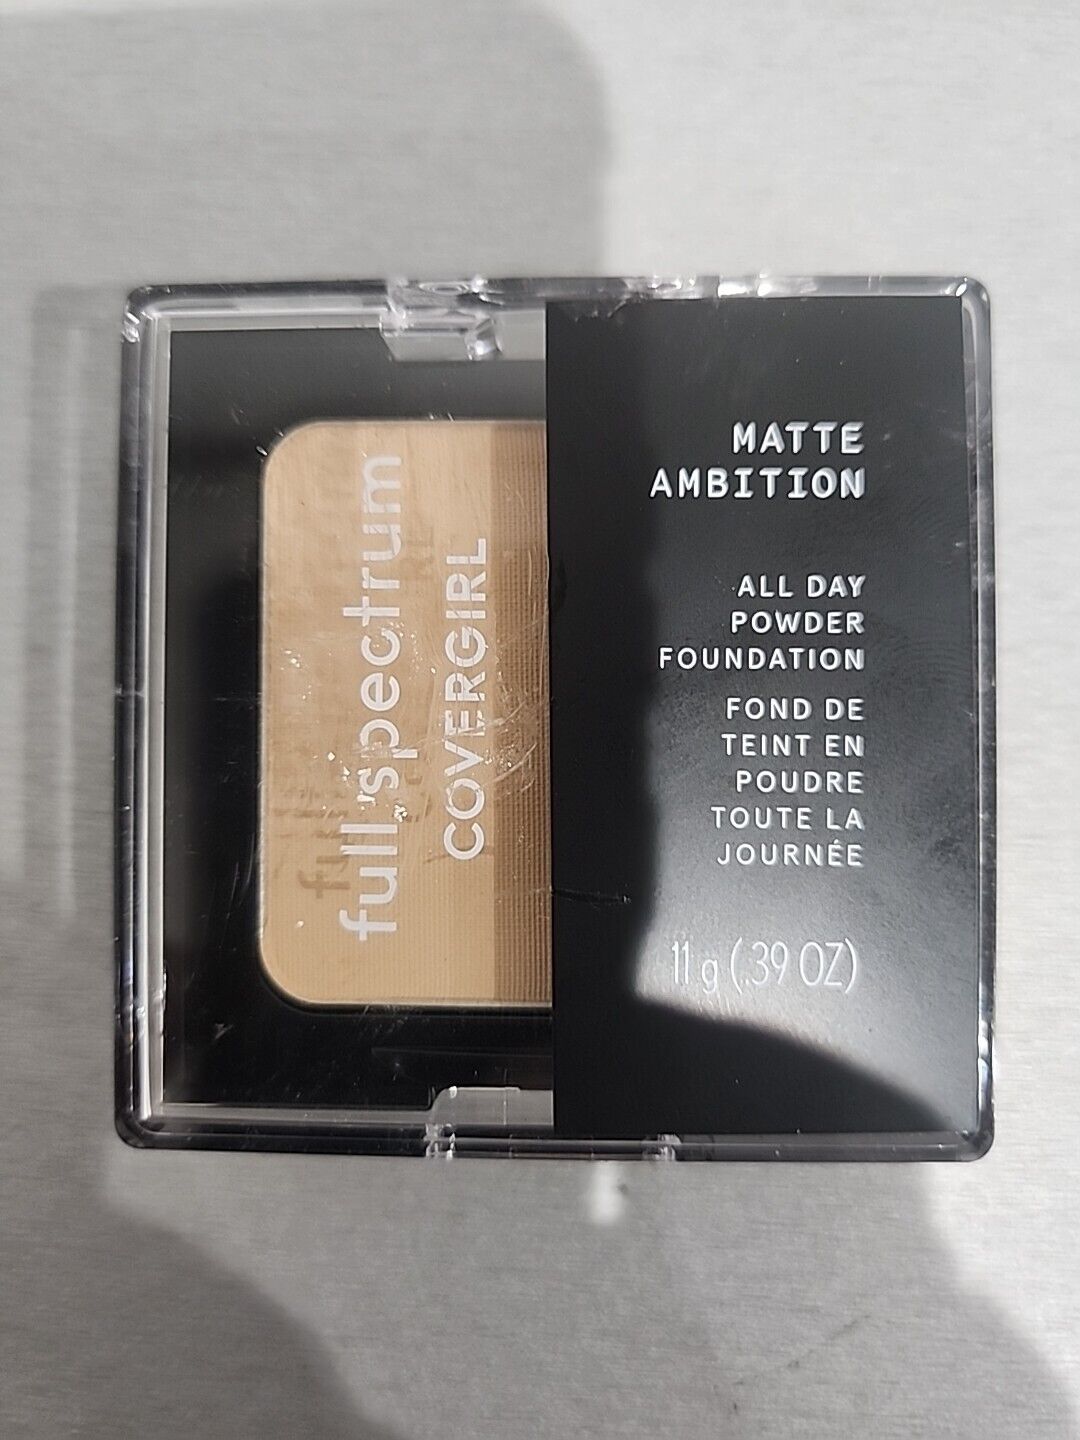 full spectrum
COVERGIRL
MATTE
AMBITION
ALL DAY
POWDER
FOUNDATION
FOND DE
TEINT EN
POUDRE
TOUTE LA
JOURNÉE
11 g (.39 OZ)